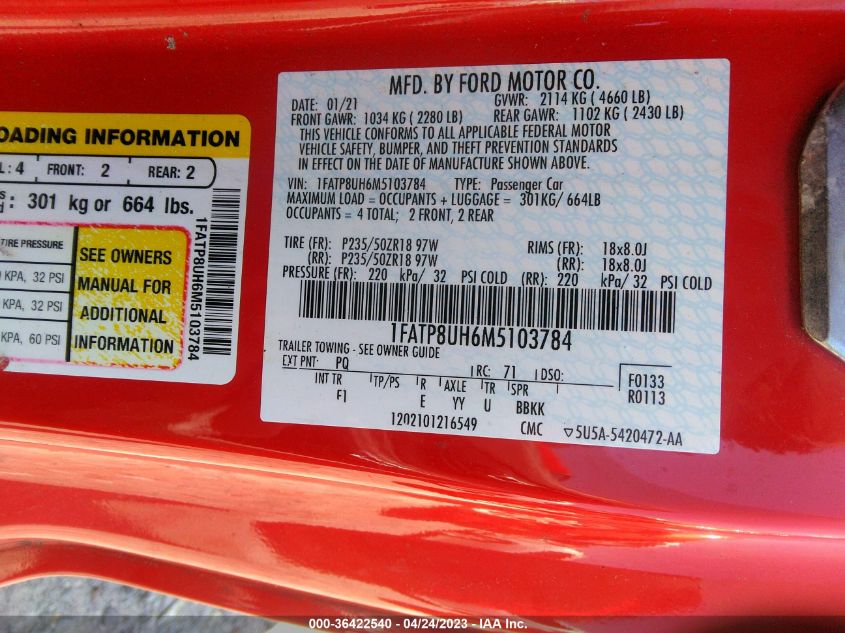 OADING INFORMATION
: 4 FRONT: 2 REAR: 2
: 301 kg or 664 lbs.
TIRE PRESSURE
KPA, 32 PSI
KPA, 32 PSI
KPA, 60 PSI
SEE OWNERS
MANUAL FOR
ADDITIONAL
INFORMATION
1FATP8UH6M5103784
MFD. BY FORD MOTOR CO.
DATE: 01/21 GVWR: 2114 KG ( 4660 LB)
FRONT GAWR: 1034 KG ( 2280 LB) REAR GAWR: 1102 KG ( 2430 LB)
THIS VEHICLE CONFORMS TO ALL APPLICABLE FEDERAL MOTOR
VEHICLE SAFETY, BUMPER, AND THEFT PREVENTION STANDARDS
IN EFFECT ON THE DATE OF MANUFACTURE SHOWN ABOVE.
VIN: 1FATP8UH6M5103784 TYPE: Passenger Car
MAXIMUM LOAD = OCCUPANTS + LUGGAGE = 301KG/ 664LB
OCCUPANTS = 4 TOTAL; 2 FRONT, 2 REAR
TIRE (FR): P235/50ZR18 97W RIMS (FR): 18x8.0J
(RR): P235/50ZR18 97W (RR): 18x8.0J
PRESSURE (FR): 220 kPa/ 32 PSI COLD (RR): 220 kPa/ 32 PSI COLD
1FATP8UH6M5103784
TRAILER TOWING - SEE OWNER GUIDE
EXT PNT: PQ RC: 71 DSO:
INT TR TP/PS R AXLE TR SPR
F1 E YY U BBKK
F0133
R0113
1202101216549 CMC ▽5U5A-5420472-AA
000-36422540 - 04/24/2023 - IAA Inc.